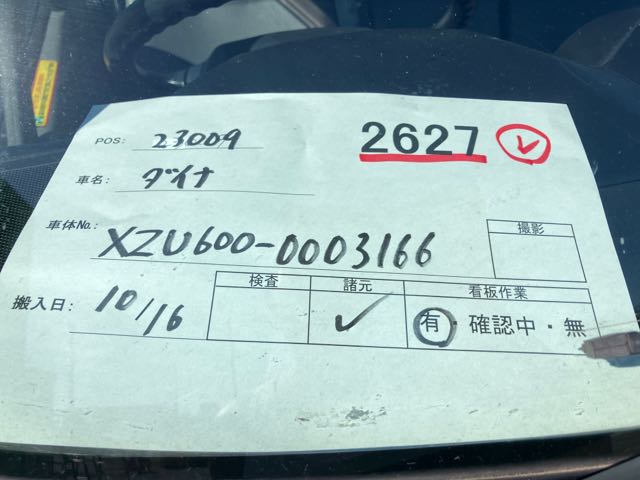 POS: 23009
2627
車名: ダイナ
車体No.: XZU600-0003166
撮影
搬入日: 10/16
検査 諸元 看板作業
有・確認中・無